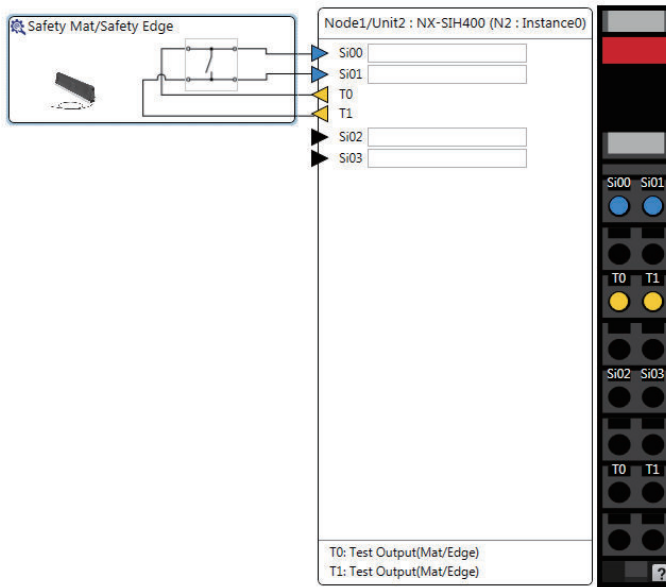 Safety Mat/Safety Edge
Node1/Unit2 : NX-SIH400 (N2 : Instance0)
Si00
Si01
T0
T1
Si02
Si03
T0: Test Output(Mat/Edge)
T1: Test Output(Mat/Edge)
Si00 Si01
T0 T1
Si02 Si03
T0 T1
?